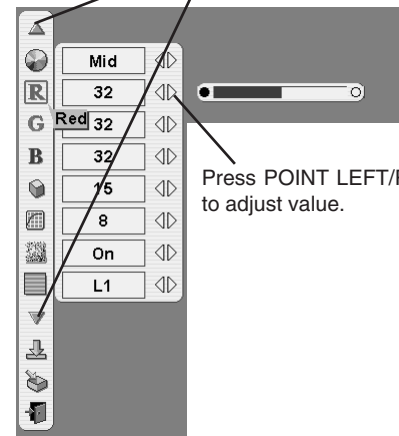 Mid
R 32
G Red 32
B 32
15
8
On
L1
Press POINT LEFT/
to adjust value.